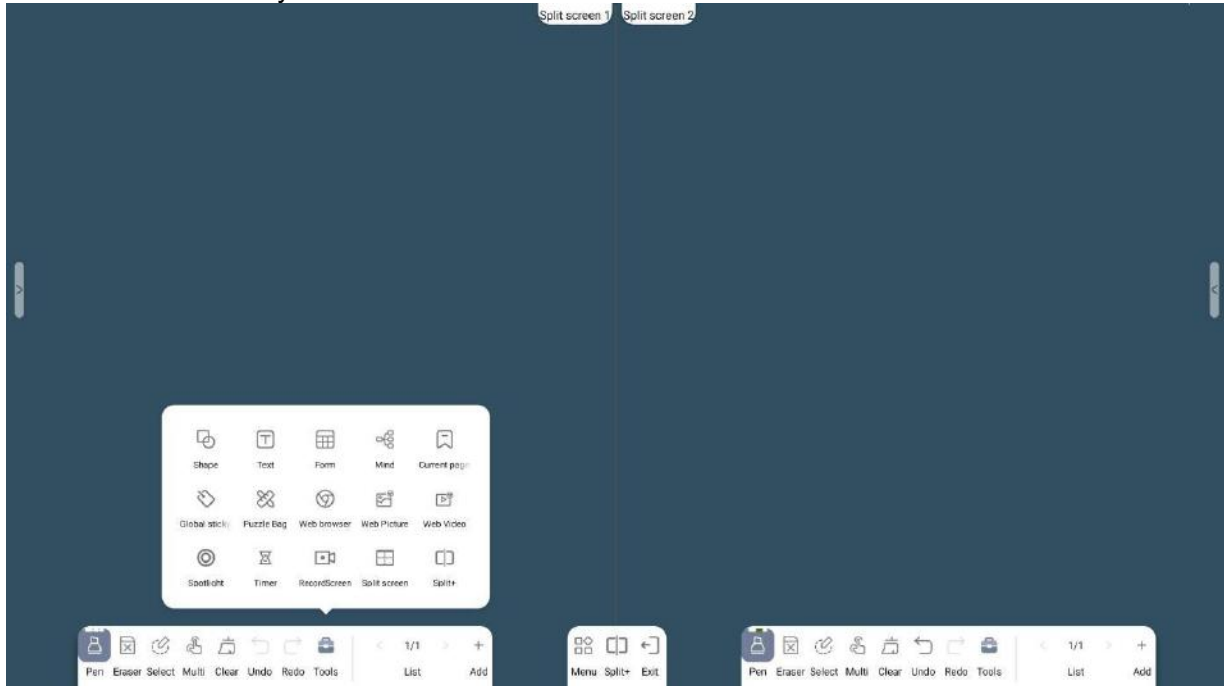 Split screen 1 Split screen 2
Shape Text Form Mind Current page
Global stick Puzzle Bag Web browser Web Picture Web Video
Spotlight Timer RecordScreen Split screen Split+
1/1 1/1
Pen Eraser Select Multi Clear Undo Redo Tools List Add Menu Split+ Exit Pen Eraser Select Multi Clear Undo Redo Tools List Add